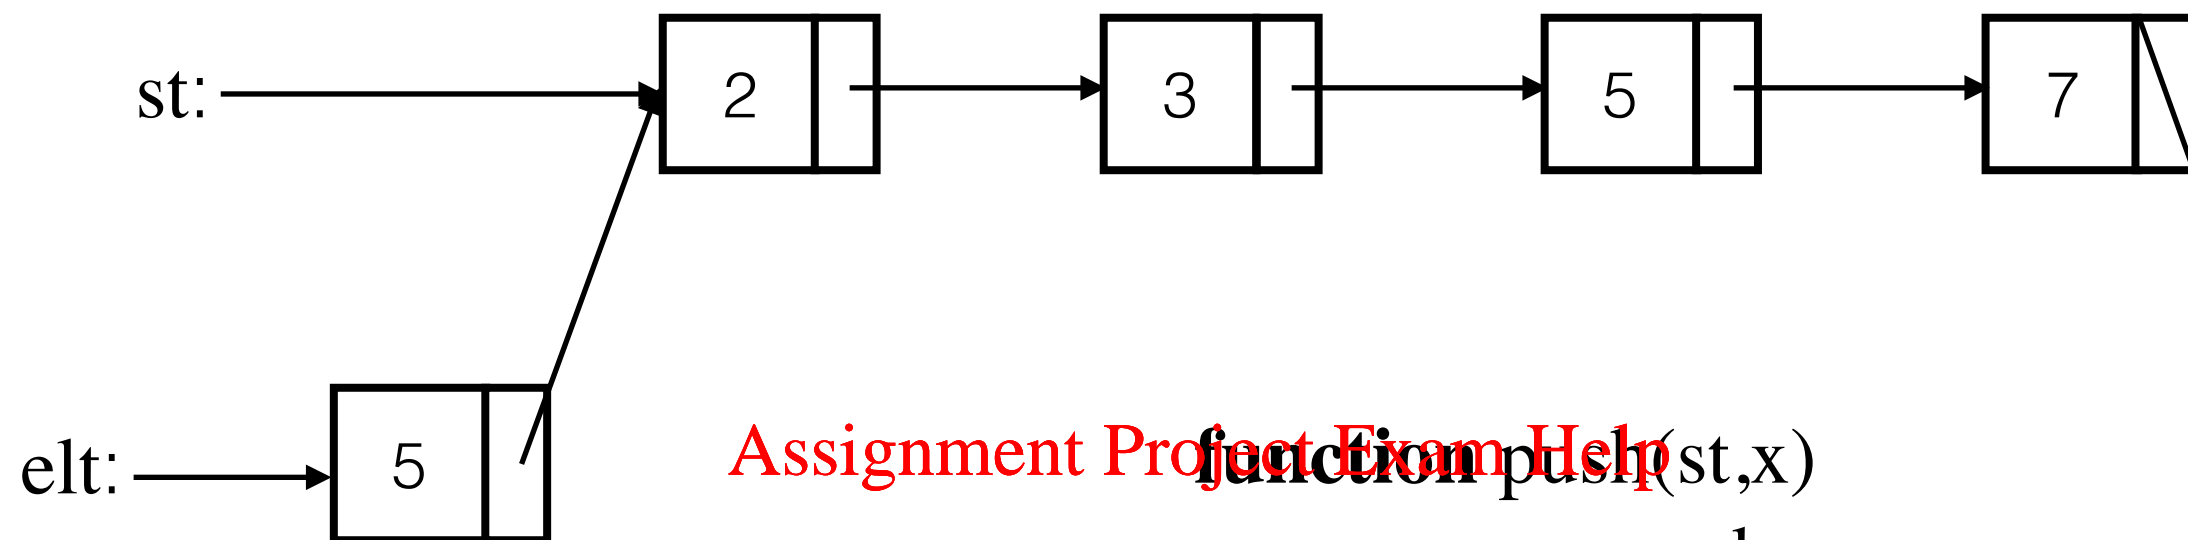 st: 2 3 5 7
elt: 5 Assignment Project Exam Help
function push(st,x)